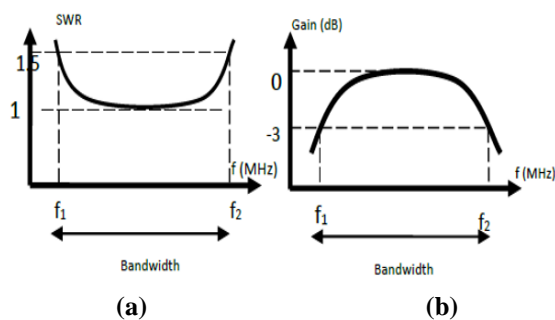 SWR
1.5
1
f (MHz)
f1
f2
Bandwidth
(a)
Gain (dB)
0
-3
f (MHz)
f1
f2
Bandwidth
(b)